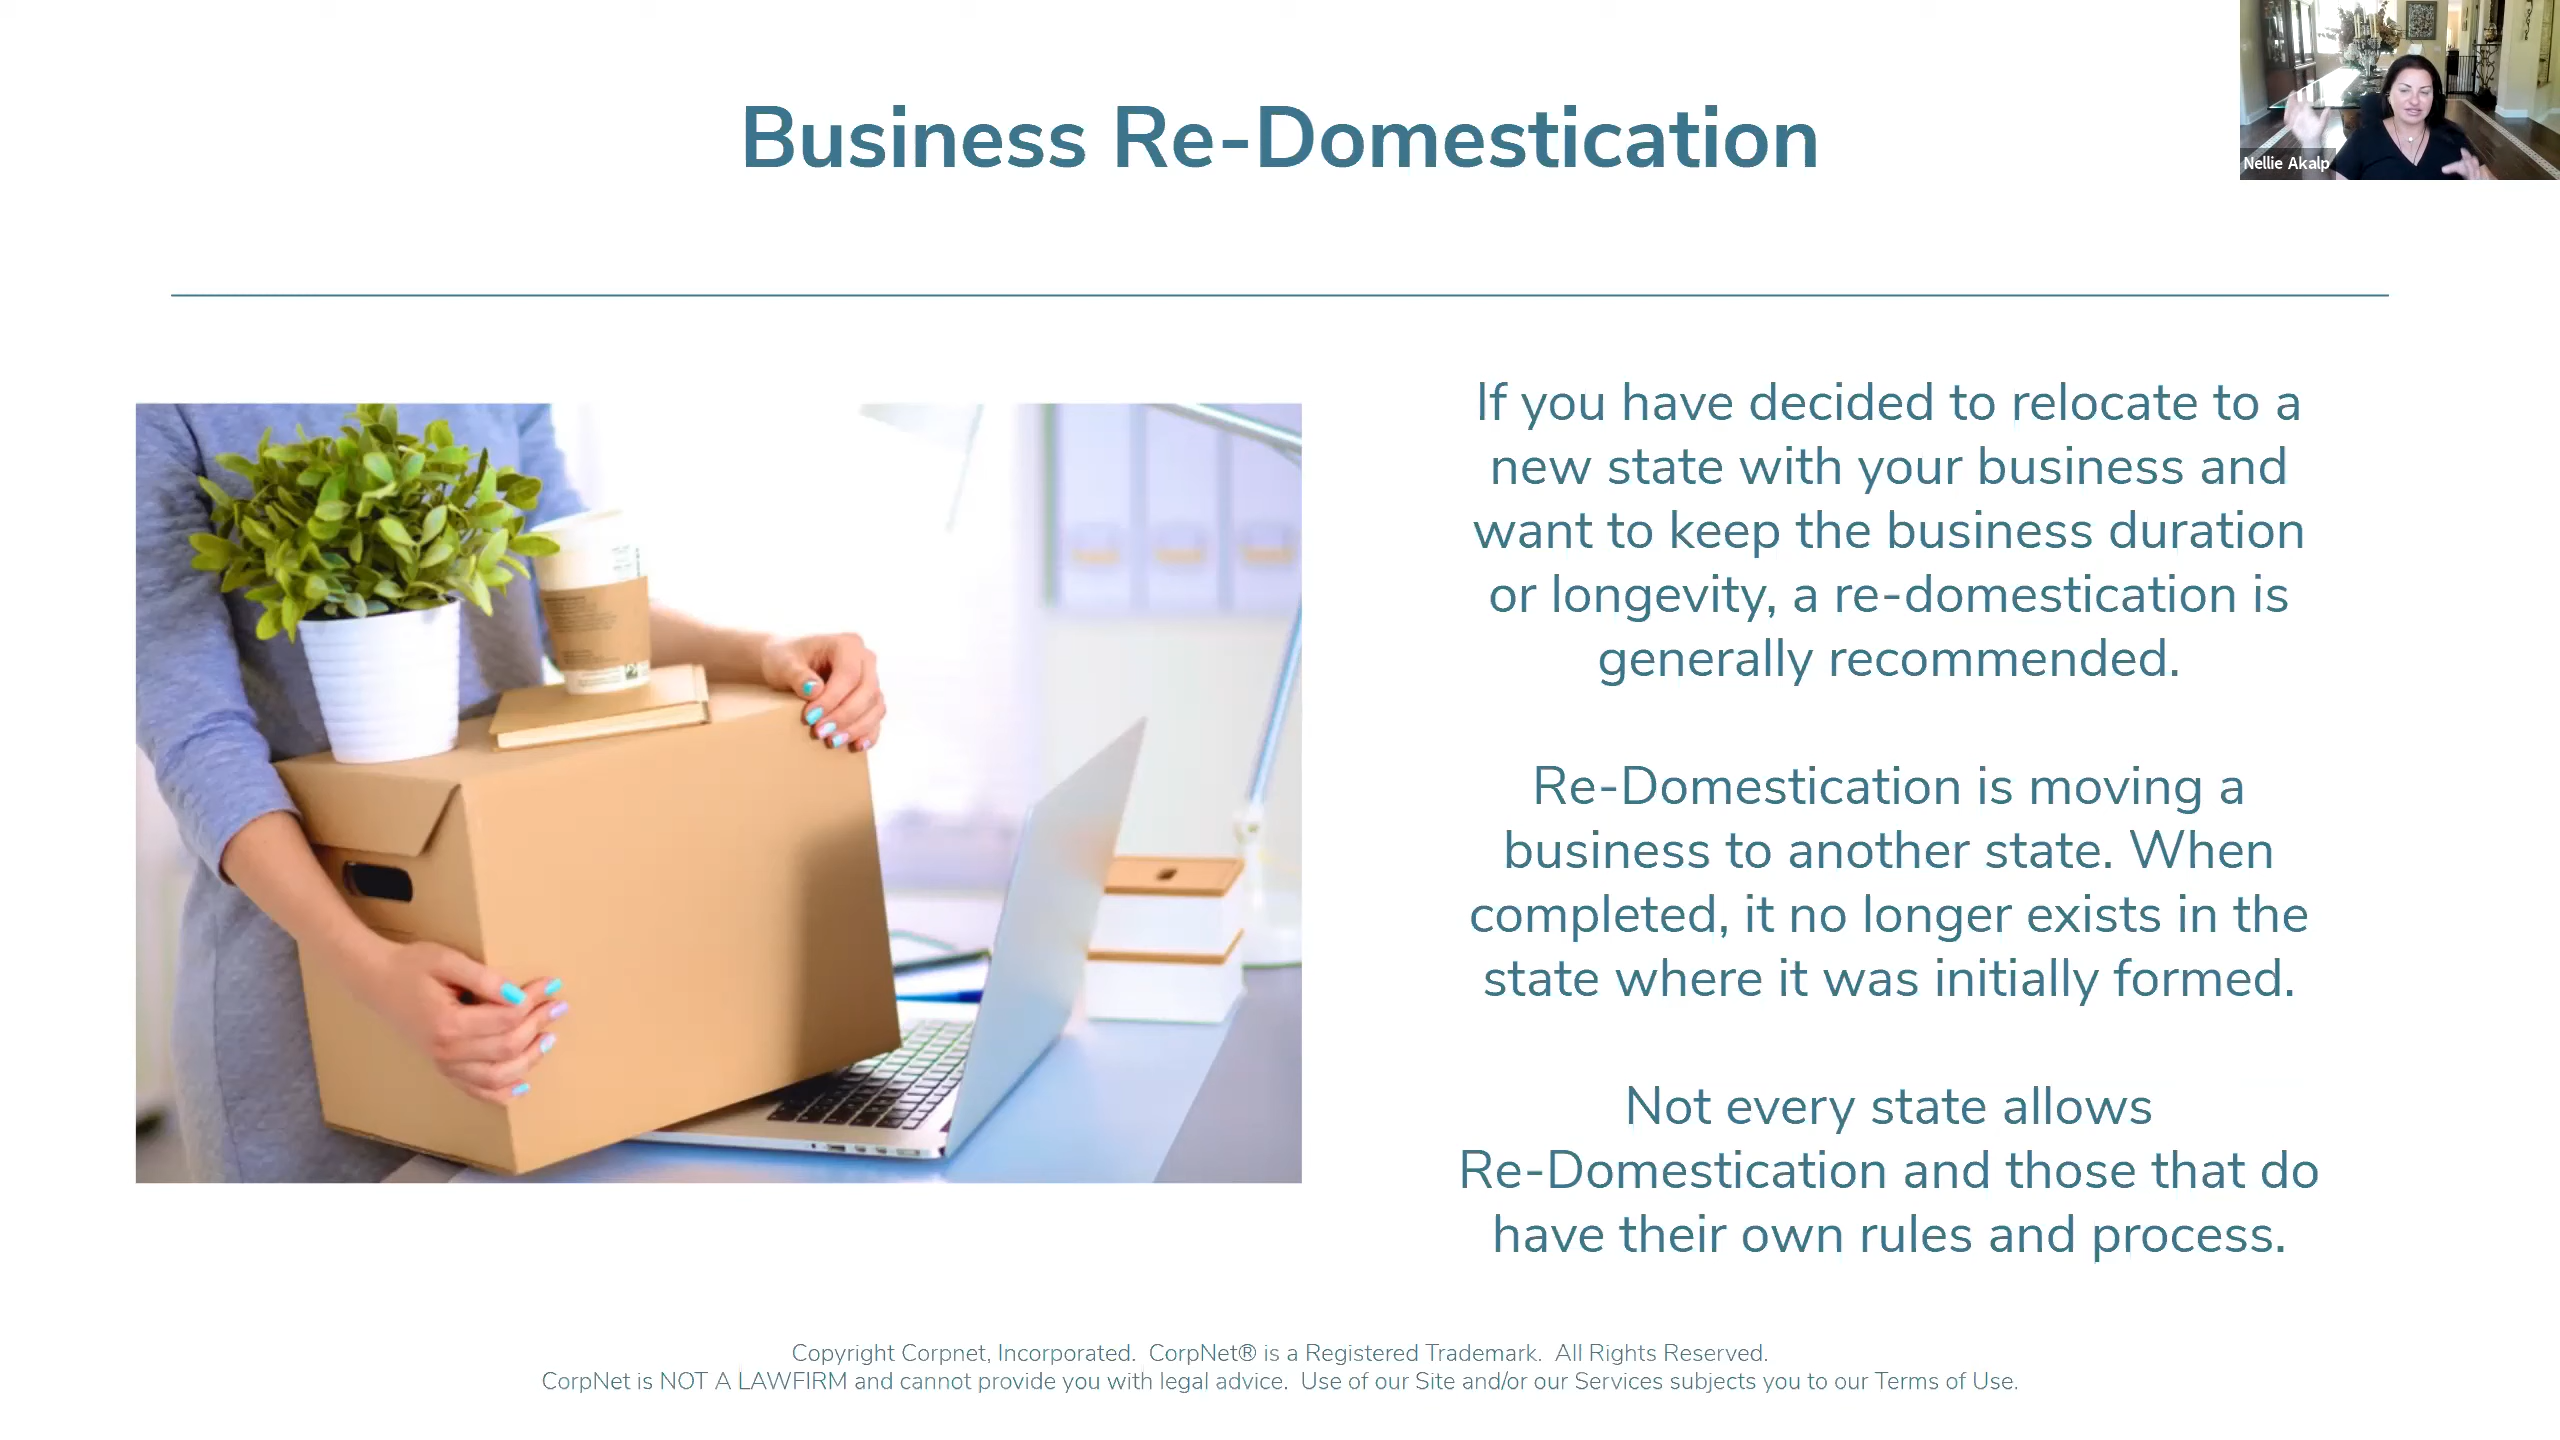 Business Re-Domestication
Nellie Akalp
If you have decided to relocate to a
new state with your business and
want to keep the business duration
or longevity, a re-domestication is
generally recommended.
Re-Domestication is moving a
business to another state. When
completed, it no longer exists in the
state where it was initially formed.
Not every state allows
Re-Domestication and those that do
have their own rules and process.
Copyright Corpnet, Incorporated.  CorpNet® is a Registered Trademark.  All Rights Reserved.
CorpNet is NOT A LAWFIRM and cannot provide you with legal advice.  Use of our Site and/or our Services subjects you to our Terms of Use.